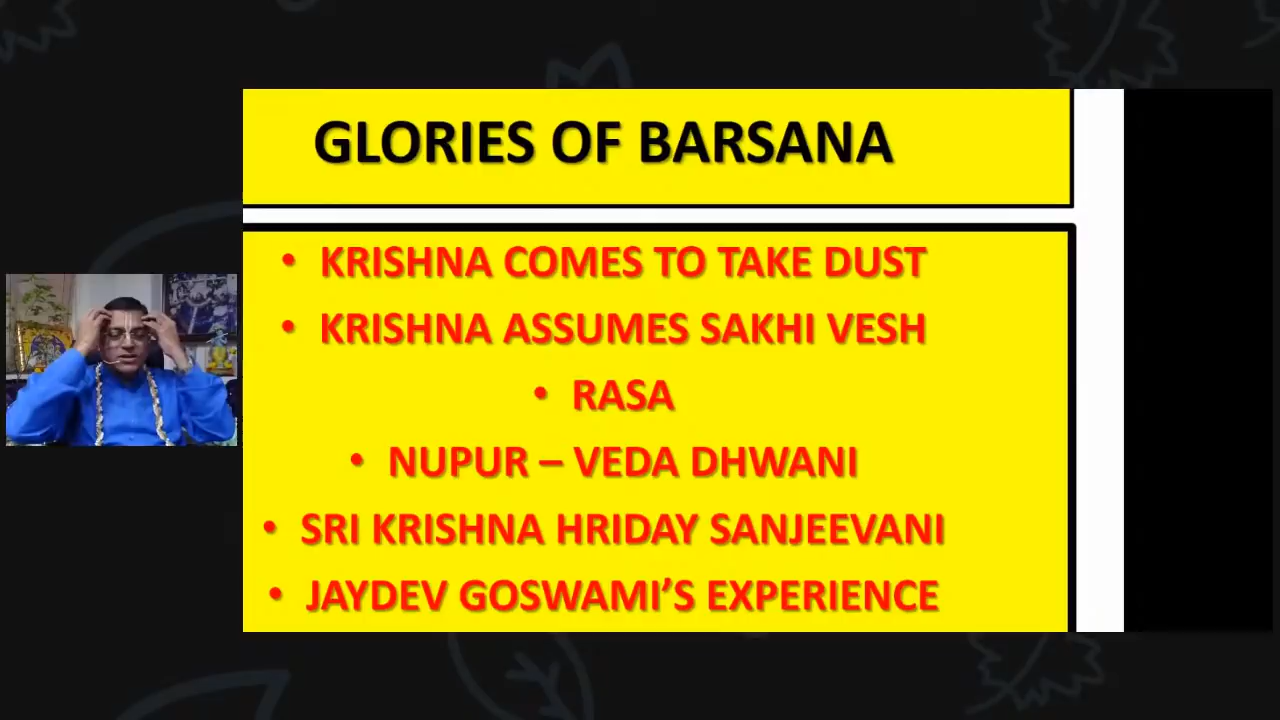 GLORIES OF BARSANA
• KRISHNA COMES TO TAKE DUST
• KRISHNA ASSUMES SAKHI VESH
• RASA
• NUPUR – VEDA DHWANI
• SRI KRISHNA HRIDAY SANJEEVANI
• JAYDEV GOSWAMI’S EXPERIENCE